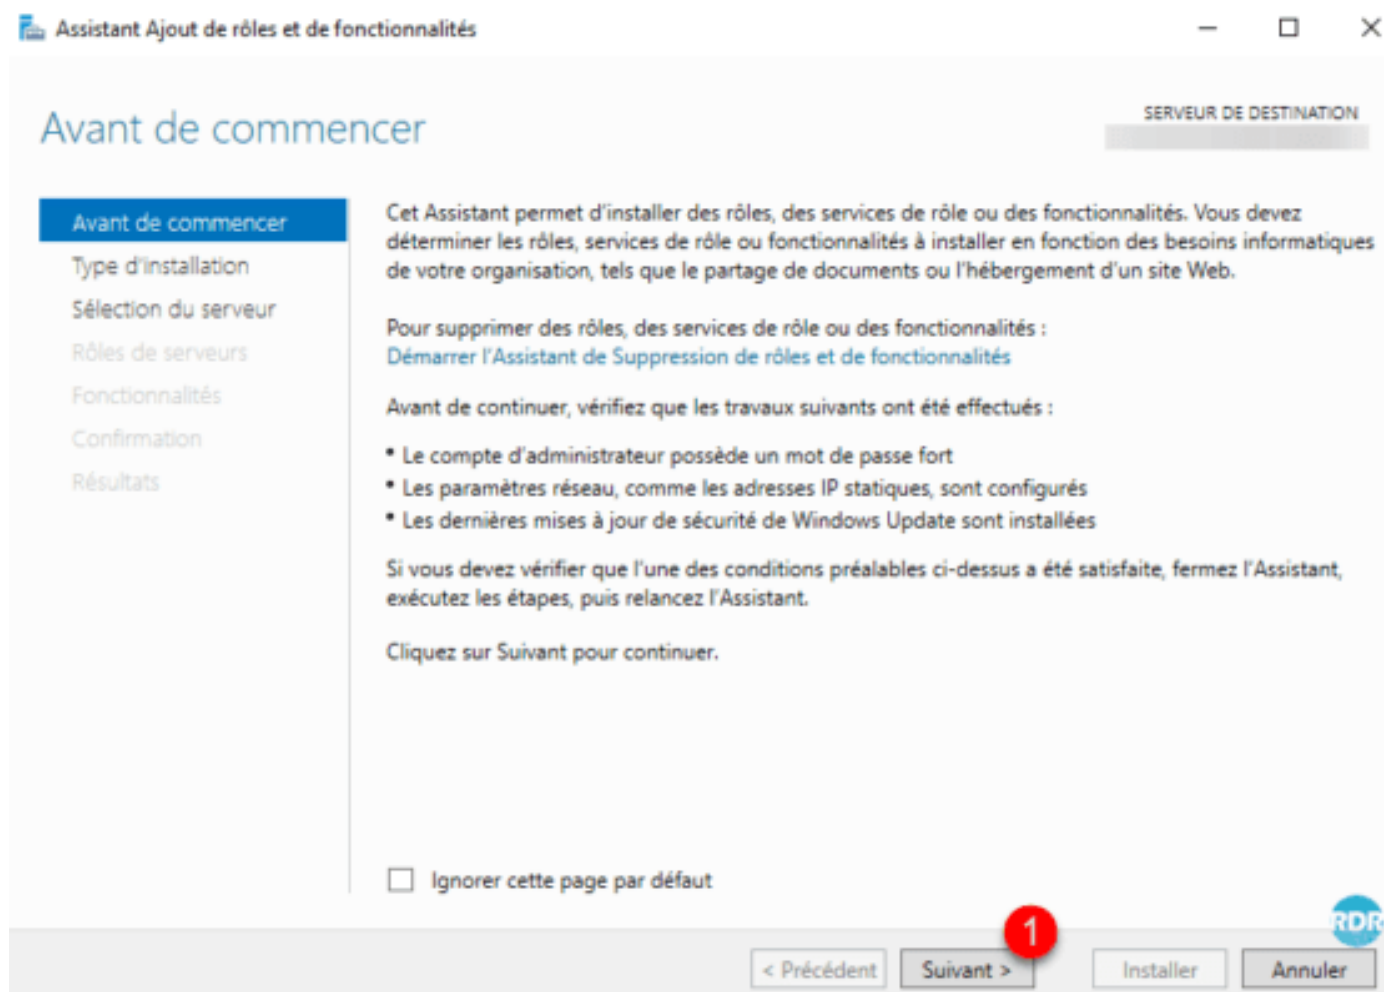 Assistant Ajout de rôles et de fonctionnalités
Avant de commencer
SERVEUR DE DESTINATION
Avant de commencer
Type d'installation
Sélection du serveur
Rôles de serveurs
Fonctionnalités
Confirmation
Résultats
Cet Assistant permet d'installer des rôles, des services de rôle ou des fonctionnalités. Vous devez
déterminer les rôles, services de rôle ou fonctionnalités à installer en fonction des besoins informatiques
de votre organisation, tels que le partage de documents ou l'hébergement d'un site Web.
Pour supprimer des rôles, des services de rôle ou des fonctionnalités :
Démarrer l'Assistant de Suppression de rôles et de fonctionnalités
Avant de continuer, vérifiez que les travaux suivants ont été effectués :
• Le compte d'administrateur possède un mot de passe fort
• Les paramètres réseau, comme les adresses IP statiques, sont configurés
• Les dernières mises à jour de sécurité de Windows Update sont installées
Si vous devez vérifier que l'une des conditions préalables ci-dessus a été satisfaite, fermez l'Assistant,
exécutez les étapes, puis relancez l'Assistant.
Cliquez sur Suivant pour continuer.
Ignorer cette page par défaut
RDR
1
< Précédent
Suivant >
Installer
Annuler